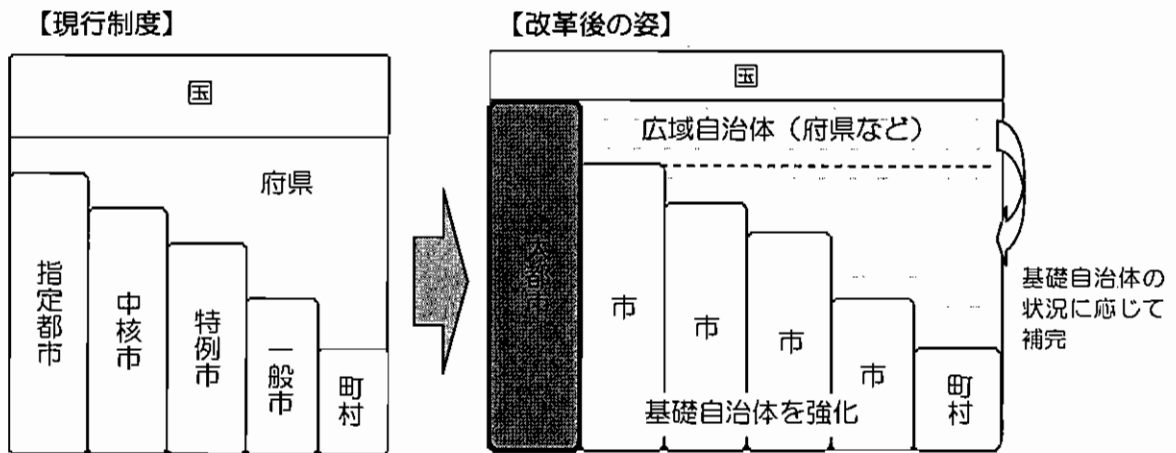 【現行制度】
国
府県
指定都市
中核市
特例市
一般市
町村
【改革後の姿】
国
広域自治体（府県など）
大都市
市
市
市
市
町村
基礎自治体を強化
基礎自治体の
状況に応じて
補完